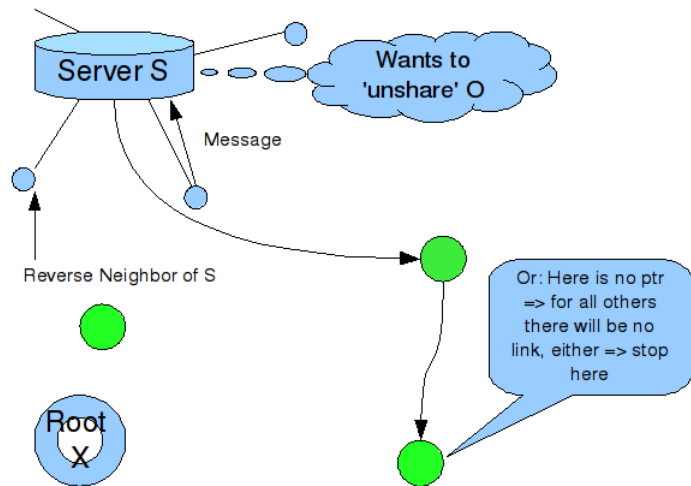 Server S
Wants to
'unshare' O
Message
Reverse Neighbor of S
Or: Here is no ptr
=> for all others
there will be no
link, either => stop
here
Root
X